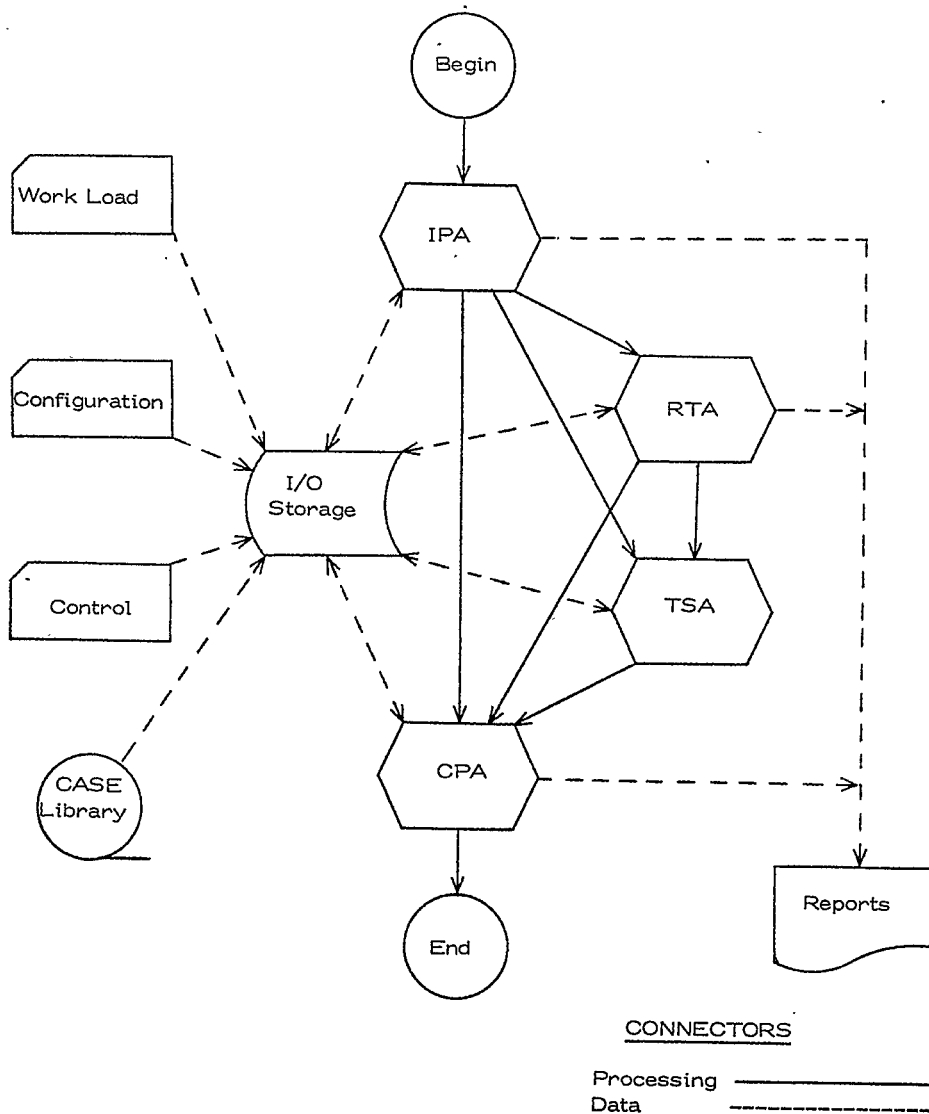 Begin
Work Load
IPA
Configuration
RTA
I/O
Storage
Control
TSA
CASE
Library
CPA
Reports
End
CONNECTORS
Processing
Data